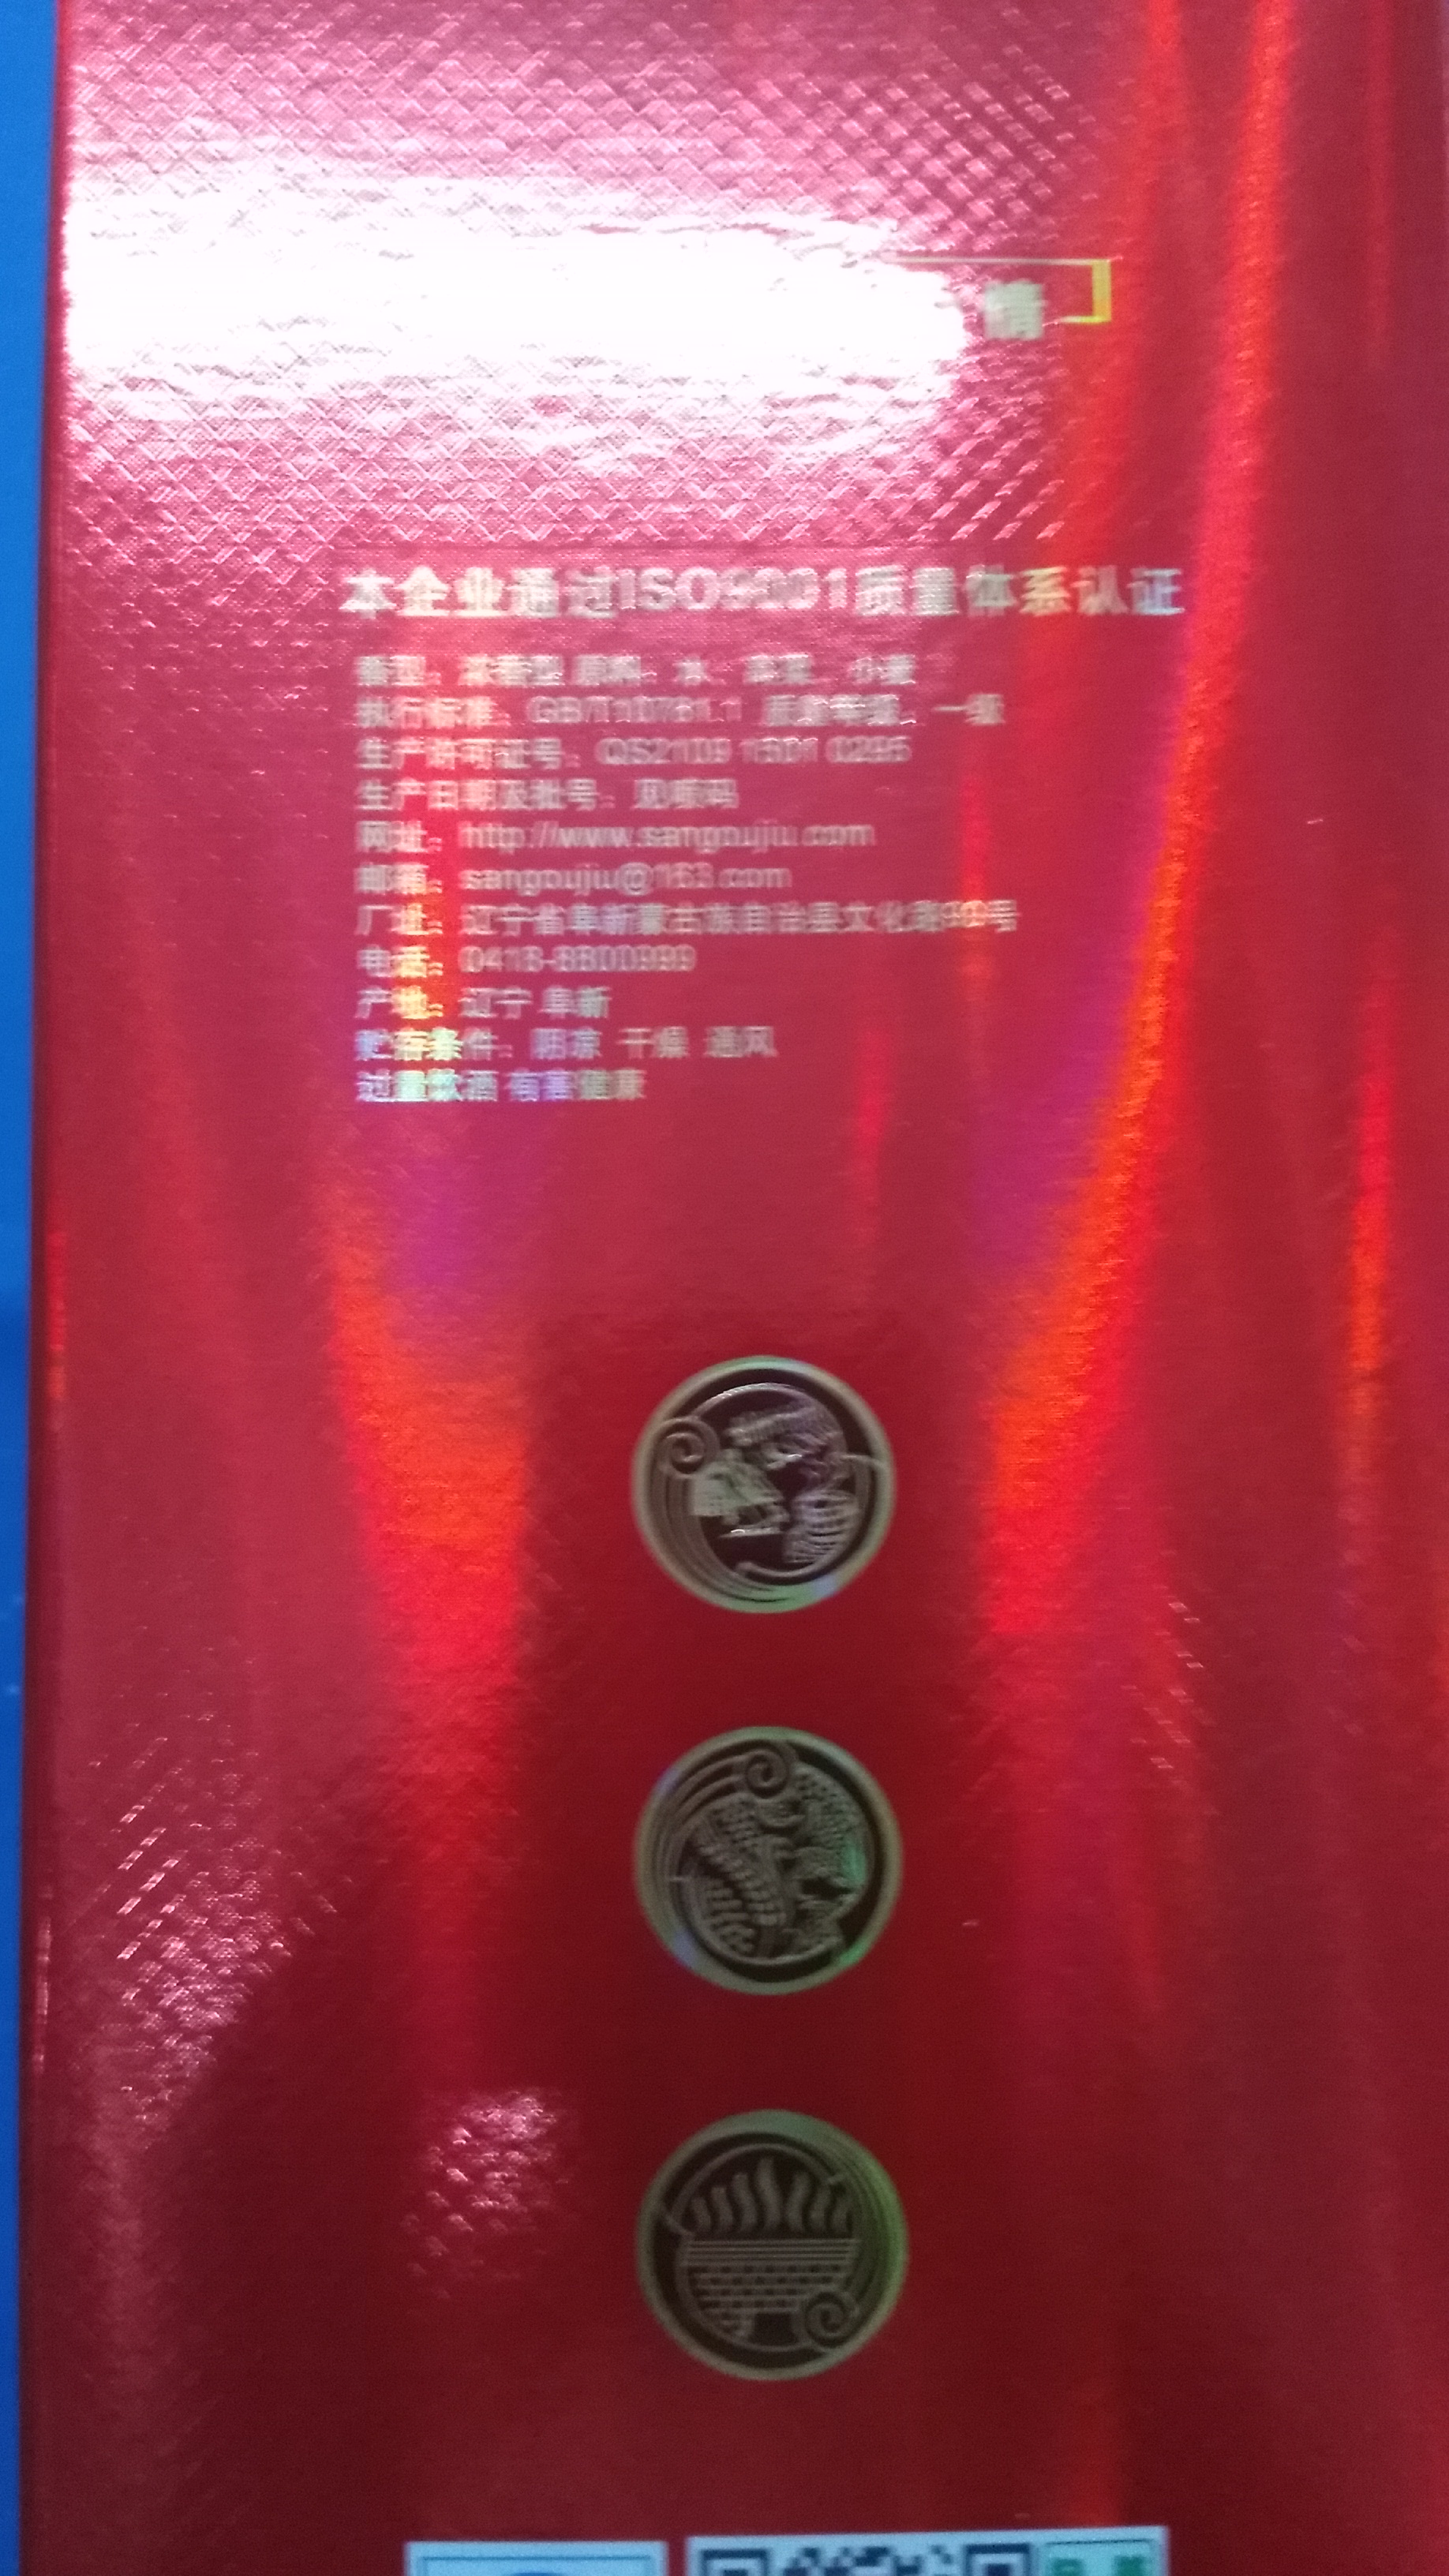 情
本企业通过ISO9001质量体系认证
香型：浓香型 原料：水、高粱、小麦
执行标准：GB/T10781.1 质量等级：一级
生产许可证号：QS2109 1501 0295
生产日期及批号：见喷码
网址：http://www.sangoujiu.com
邮箱：sangoujiu@163.com
厂址：辽宁省阜新蒙古族自治县文化路99号
电话：0418-8800999
产地：辽宁 阜新
贮存条件：阴凉 干燥 通风
过量饮酒 有害健康